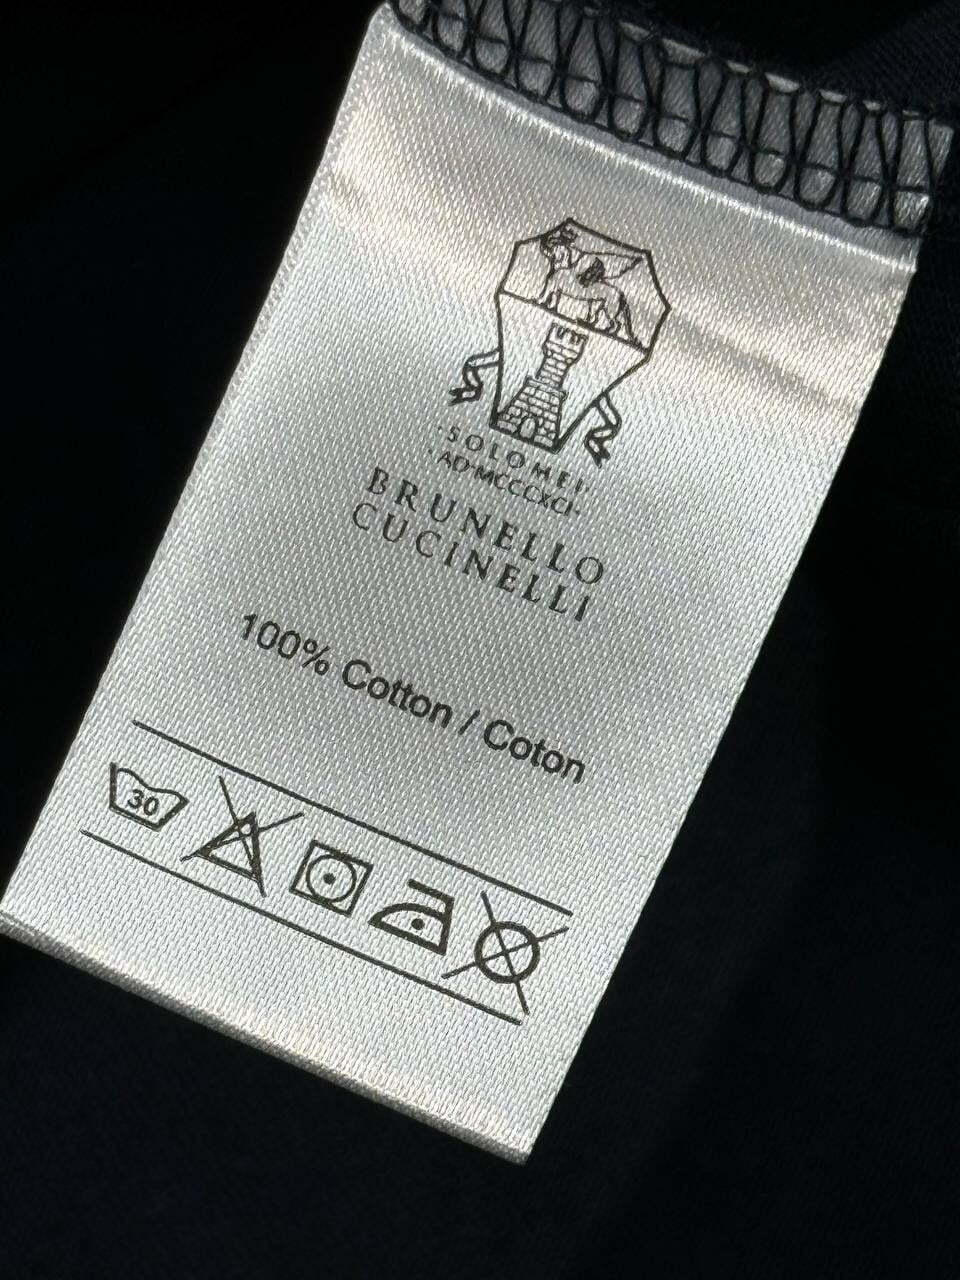 ·SOLOMEI·
·AD·MCCCXCI·
BRUNELLO
CUCINELLI
100% Cotton / Coton
30